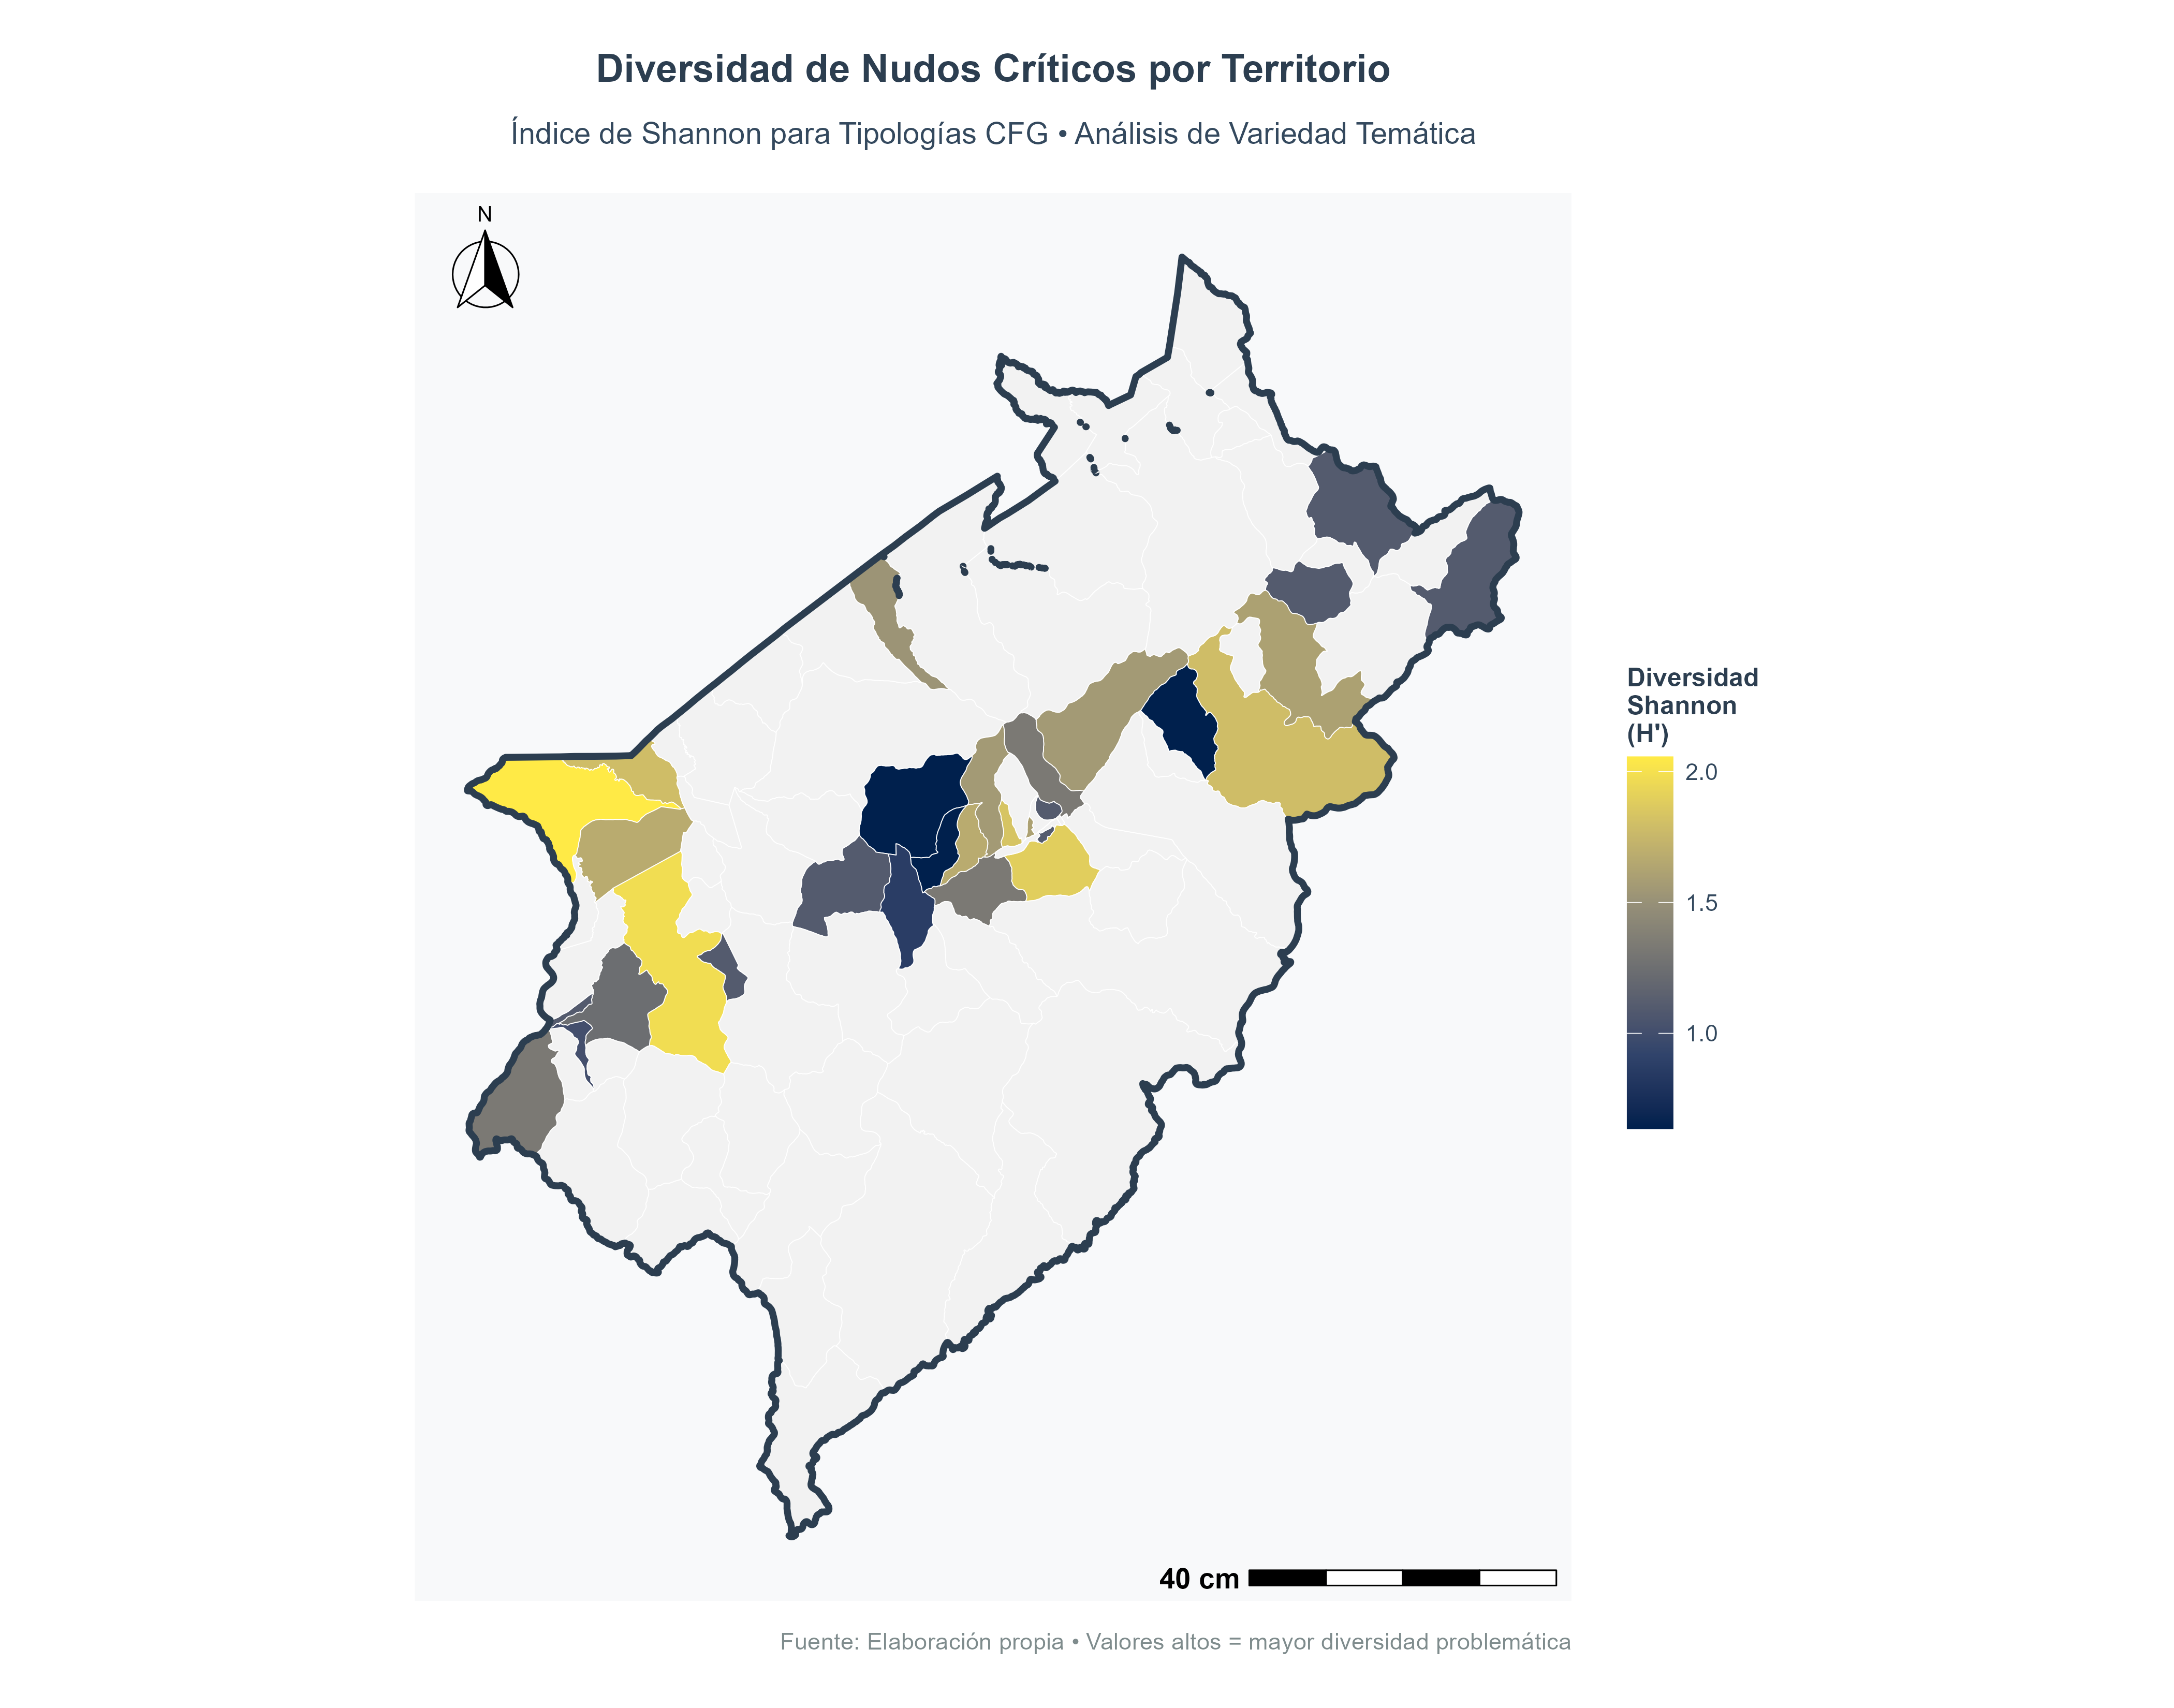 Diversidad de Nudos Críticos por Territorio
Índice de Shannon para Tipologías CFG • Análisis de Variedad Temática
N
Diversidad
Shannon
(H')
2.0
1.5
1.0
40 cm
Fuente: Elaboración propia • Valores altos = mayor diversidad problemática